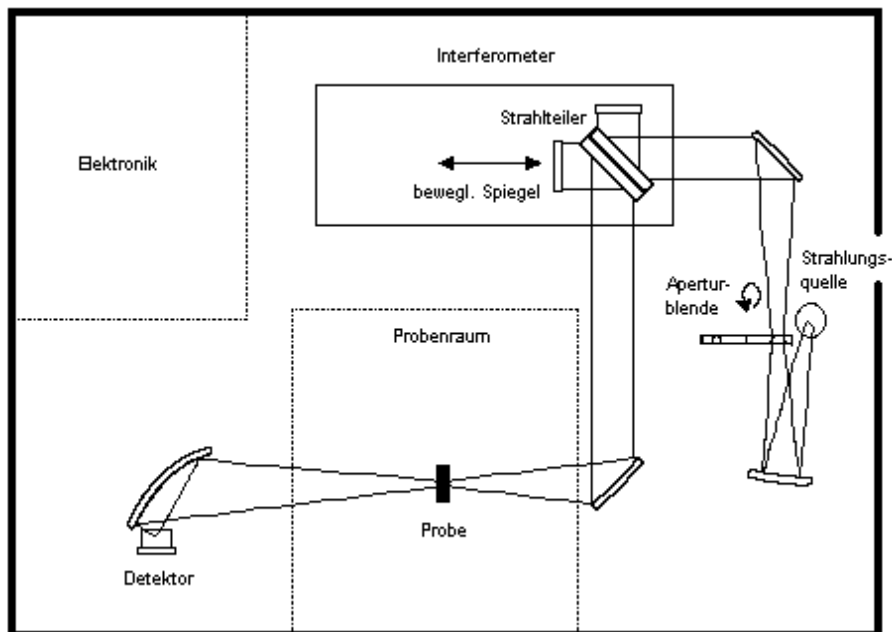 Interferometer
Strahlteiler
Elektronik
bewegl. Spiegel
Strahlungs-
quelle
Apertur-
blende
Probenraum
Probe
Detektor